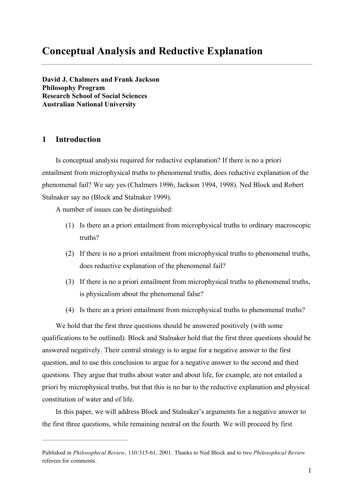 Conceptual Analysis and Reductive Explanation
David J. Chalmers and Frank Jackson
Philosophy Program
Research School of Social Sciences
Australian National University
1 Introduction
Is conceptual analysis required for reductive explanation? If there is no a priori
entailment from microphysical truths to phenomenal truths, does reductive explanation of the
phenomenal fail? We say yes (Chalmers 1996; Jackson 1994, 1998). Ned Block and Robert
Stalnaker say no (Block and Stalnaker 1999).
A number of issues can be distinguished:
(1) Is there an a priori entailment from microphysical truths to ordinary macroscopic
truths?
(2) If there is no a priori entailment from microphysical truths to phenomenal truths,
does reductive explanation of the phenomenal fail?
(3) If there is no a priori entailment from microphysical truths to phenomenal truths,
is physicalism about the phenomenal false?
(4) Is there an a priori entailment from microphysical truths to phenomenal truths?
We hold that the first three questions should be answered positively (with some
qualifications to be outlined). Block and Stalnaker hold that the first three questions should be
answered negatively. Their central strategy is to argue for a negative answer to the first
question, and to use this conclusion to argue for a negative answer to the second and third
questions. They argue that truths about water and about life, for example, are not entailed a
priori by microphysical truths, but that this is no bar to the reductive explanation and physical
constitution of water and of life.
In this paper, we will address Block and Stalnaker's arguments for a negative answer to
the first three questions, while remaining neutral on the fourth. We will proceed by first
Published in Philosophical Review, 110:315-61, 2001. Thanks to Ned Block and to two Philosophical Review
referees for comments.
1